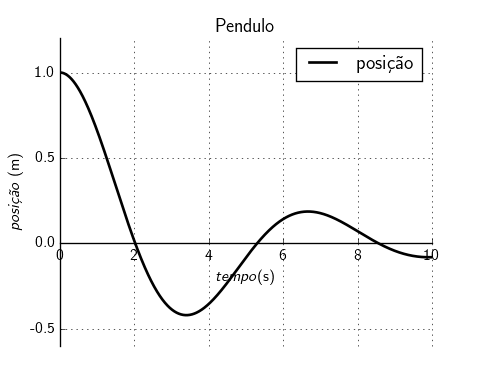 Pendulo
posição
posição (m)
1.0
0.5
0.0
-0.5
0 2 4 6 8 10
tempo(s)